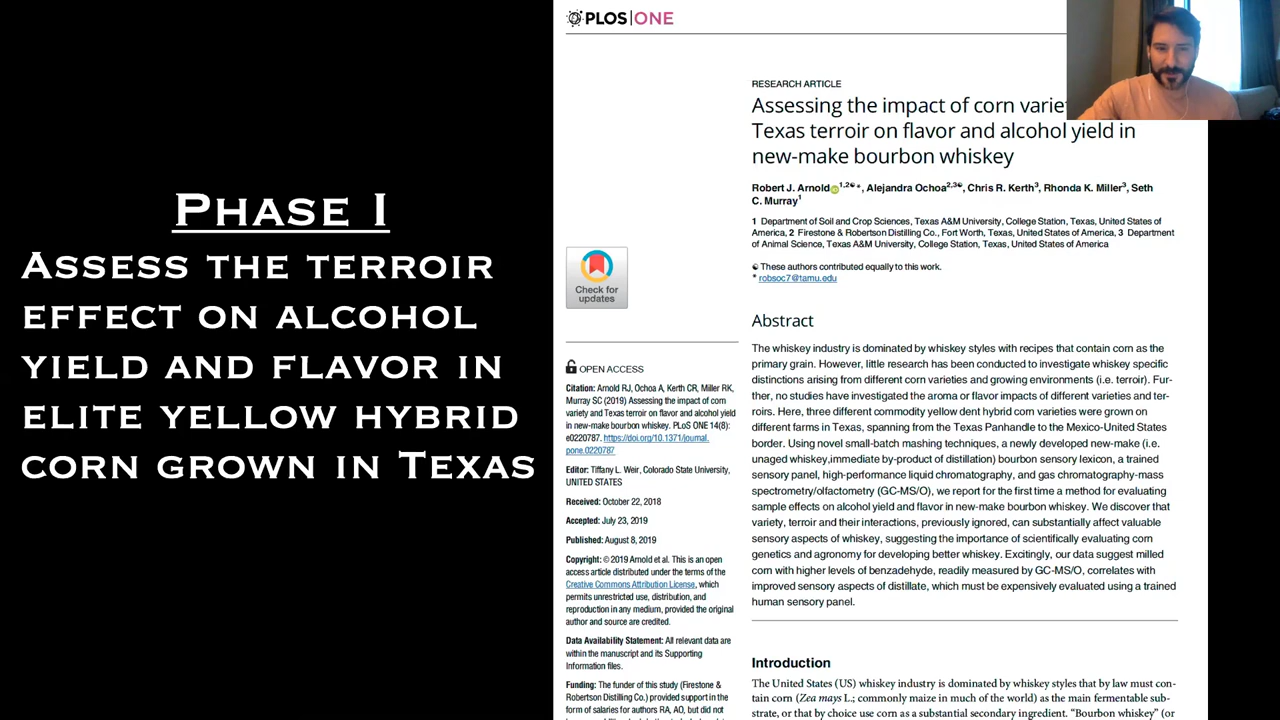 PHASE I
ASSESS THE TERROIR
EFFECT ON ALCOHOL
YIELD AND FLAVOR IN
ELITE YELLOW HYBRID
CORN GROWN IN TEXAS
PLOS|ONE
RESEARCH ARTICLE
Assessing the impact of corn
Texas terroir on flavor and alcohol yield in
new-make bourbon whiskey
Robert J. Arnold 1,2☯*, Alejandra Ochoa2,3☯, Chris R. Kerth3, Rhonda K. Miller3, Seth
C. Murray1
1 Department of Soil and Crop Sciences, Texas A&M University, College Station, Texas, United States of
America, 2 Firestone & Robertson Distilling Co., Fort Worth, Texas, United States of America, 3 Department
of Animal Science, Texas A&M University, College Station, Texas, United States of America
☯ These authors contributed equally to this work.
* robsoc7@tamu.edu
Check for
updates
Abstract
The whiskey industry is dominated by whiskey styles with recipes that contain corn as the
primary grain. However, little research has been conducted to investigate whiskey specific
distinctions arising from different corn varieties and growing environments (i.e. terroir). Fur-
ther, no studies have investigated the aroma or flavor impacts of different varieties and ter-
roirs. Here, three different commodity yellow dent hybrid corn varieties were grown on
different farms in Texas, spanning from the Texas Panhandle to the Mexico-United States
border. Using novel small-batch mashing techniques, a newly developed new-make (i.e.
unaged whiskey,immediate by-product of distillation) bourbon sensory lexicon, a trained
sensory panel, high-performance liquid chromatography, and gas chromatography-mass
spectrometry/olfactometry (GC-MS/O), we report for the first time a method for evaluating
sample effects on alcohol yield and flavor in new-make bourbon whiskey. We discover that
variety, terroir and their interactions, previously ignored, can substantially affect valuable
sensory aspects of whiskey, suggesting the importance of scientifically evaluating corn
genetics and agronomy for developing better whiskey. Excitingly, our data suggest milled
corn with higher levels of benzadehyde, readily measured by GC-MS/O, correlates with
improved sensory aspects of distillate, which must be expensively evaluated using a trained
human sensory panel.
OPEN ACCESS
Citation: Arnold RJ, Ochoa A, Kerth CR, Miller RK,
Murray SC (2019) Assessing the impact of corn
variety and Texas terroir on flavor and alcohol yield
in new-make bourbon whiskey. PLoS ONE 14(8):
e0220787. https://doi.org/10.1371/journal.
pone.0220787
Editor: Tiffany L. Weir, Colorado State University,
UNITED STATES
Received: October 22, 2018
Accepted: July 23, 2019
Published: August 8, 2019
Copyright: © 2019 Arnold et al. This is an open
access article distributed under the terms of the
Creative Commons Attribution License, which
permits unrestricted use, distribution, and
reproduction in any medium, provided the original
author and source are credited.
Data Availability Statement: All relevant data are
within the manuscript and its Supporting
Information files.
Funding: The funder of this study (Firestone &
Robertson Distilling Co.) provided support in the
form of salaries for authors RA, AO, but did not
Introduction
The United States (US) whiskey industry is dominated by whiskey styles that by law must con-
tain corn (Zea mays L.; commonly maize in much of the world) as the main fermentable sub-
strate, or that by choice use corn as a substantial secondary ingredient. “Bourbon whiskey” (or